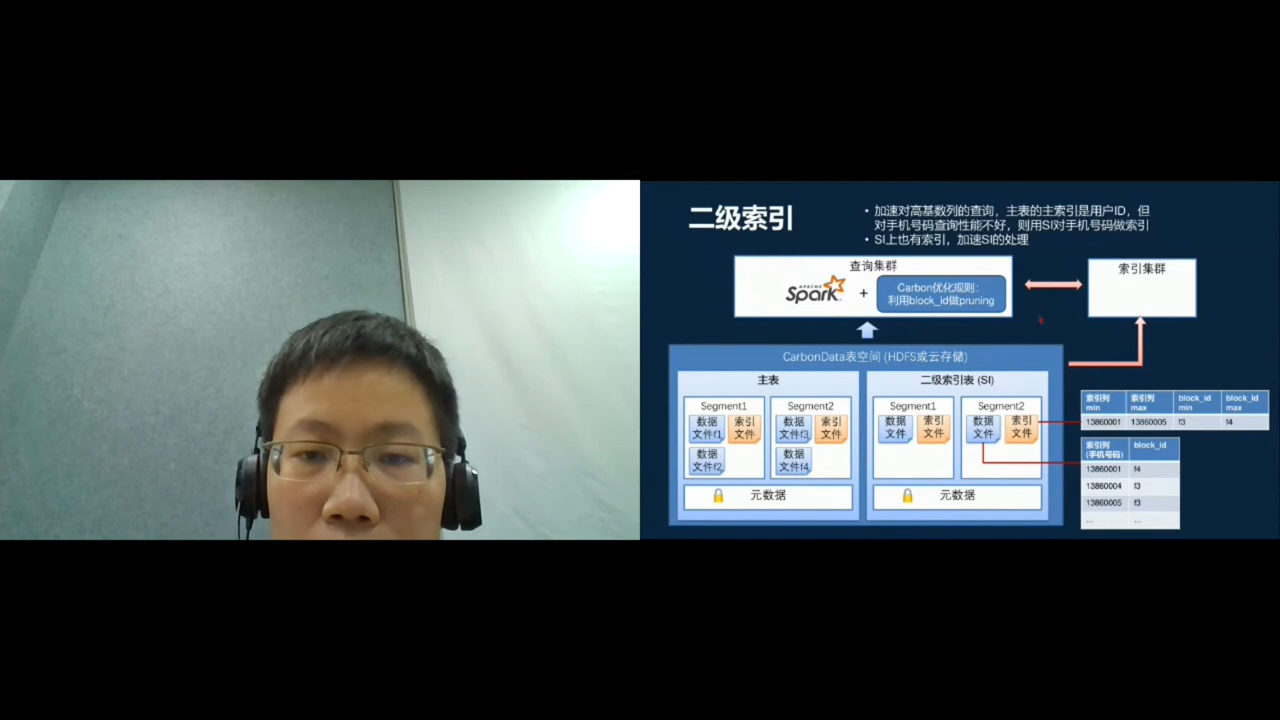 二级索引
• 加速对高基数列的查询，主表的主索引是用户ID，但
对手机号码查询性能不好，则用SI对手机号码做索引
• SI上也有索引，加速SI的处理
查询集群
APACHE
Spark
+
Carbon优化规则：
利用block_id做pruning
索引集群
CarbonData表空间 (HDFS或云存储)
主表
Segment1
数据
文件f1
索引
文件
数据
文件f2
Segment2
数据
文件f3
索引
文件
数据
文件f4
元数据
二级索引表 (SI)
Segment1
数据
文件
索引
文件
Segment2
数据
文件
索引
文件
元数据
索引列 索引列 block_id block_id
min max min max
13860001 13860005 f3 f4
索引列 block_id
(手机号码)
13860001 f4
13860004 f3
13860005 f3
... ...